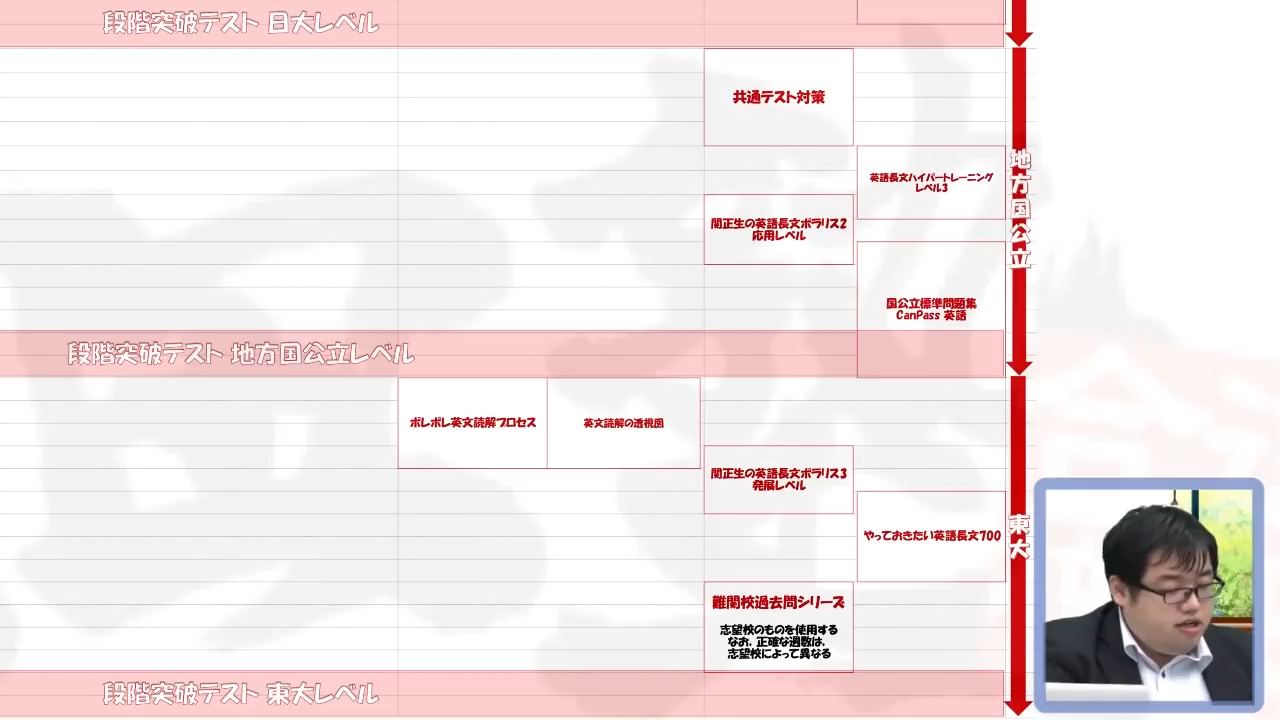 段階突破テスト 日大レベル
共通テスト対策
英語長文ハイパートレーニング
レベル3
関正生の英語長文ポラリス2
応用レベル
国公立標準問題集
CanPass 英語
地方国公立
段階突破テスト 地方国公立レベル
ポレポレ英文読解プロセス
英文読解の透視図
関正生の英語長文ポラリス3
発展レベル
やっておきたい英語長文700
東大
難関校過去問シリーズ
志望校のものを使用する
なお、正確な週数は、
志望校によって異なる
段階突破テスト 東大レベル